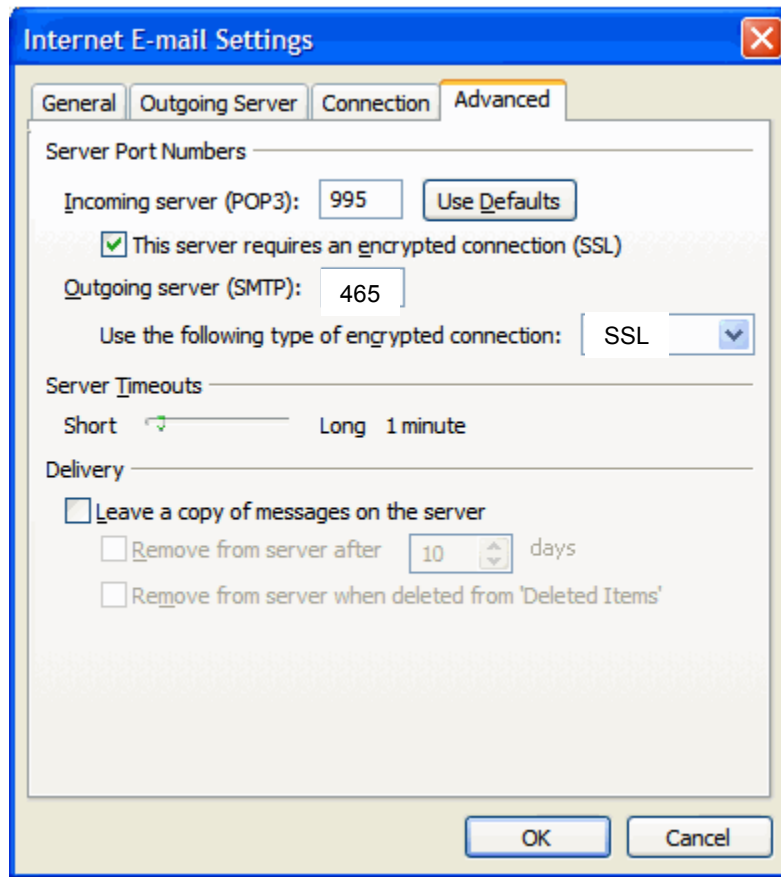 Internet E-mail Settings
General Outgoing Server Connection Advanced
Server Port Numbers
Incoming server (POP3): 995 Use Defaults
This server requires an encrypted connection (SSL)
Outgoing server (SMTP): 465
Use the following type of encrypted connection: SSL
Server Timeouts
Short Long 1 minute
Delivery
Leave a copy of messages on the server
Remove from server after 10 days
Remove from server when deleted from 'Deleted Items'
OK Cancel